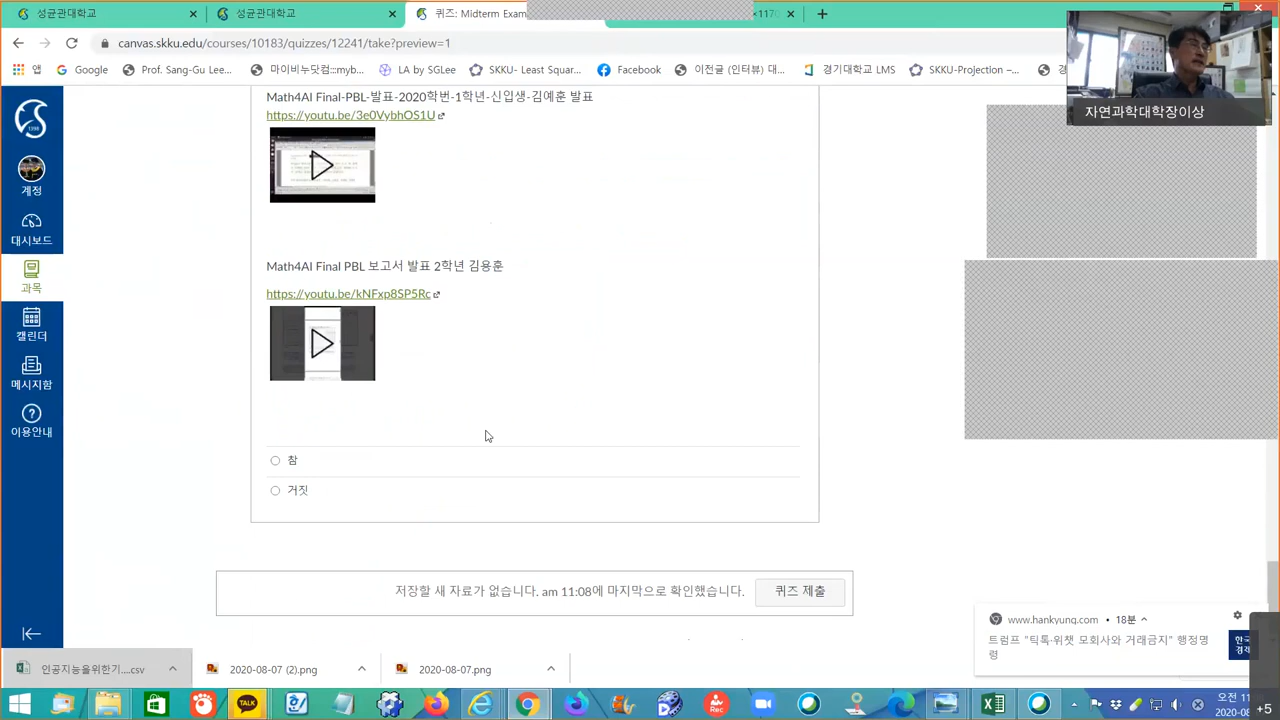 성균관대학교
성균관대학교
퀴즈: Midterm Exam
canvas.skku.edu/courses/10183/quizzes/12241/take?preview=1
앱 Google Prof. Sang-Gu Lee... 마이비누닷컴:::myb... LA by SGLee SKKU- Least Squar... Facebook 이전글 (인터뷰) 대... 경기대학교 LMS SKKU-Projection –...
자연과학대학장이상
계정
대시보드
과목
캘린더
메시지함
이용안내
Math4AI Final-PBL-발표-2020학번-1학년-신입생-김예훈 발표
https://youtu.be/3e0VybhOS1U
Math4AI Final PBL 보고서 발표 2학년 김용훈
https://youtu.be/kNFxp8SP5Rc
참
거짓
저장할 새 자료가 없습니다. am 11:08에 마지막으로 확인했습니다.
퀴즈 제출
www.hankyung.com • 18분
트럼프 "틱톡·위챗 모회사와 거래금지" 행정명
령
한국
경제
인공지능을위한기....csv
2020-08-07 (2).png
2020-08-07.png
TALK
Rec
오전 11
2020-08
+5